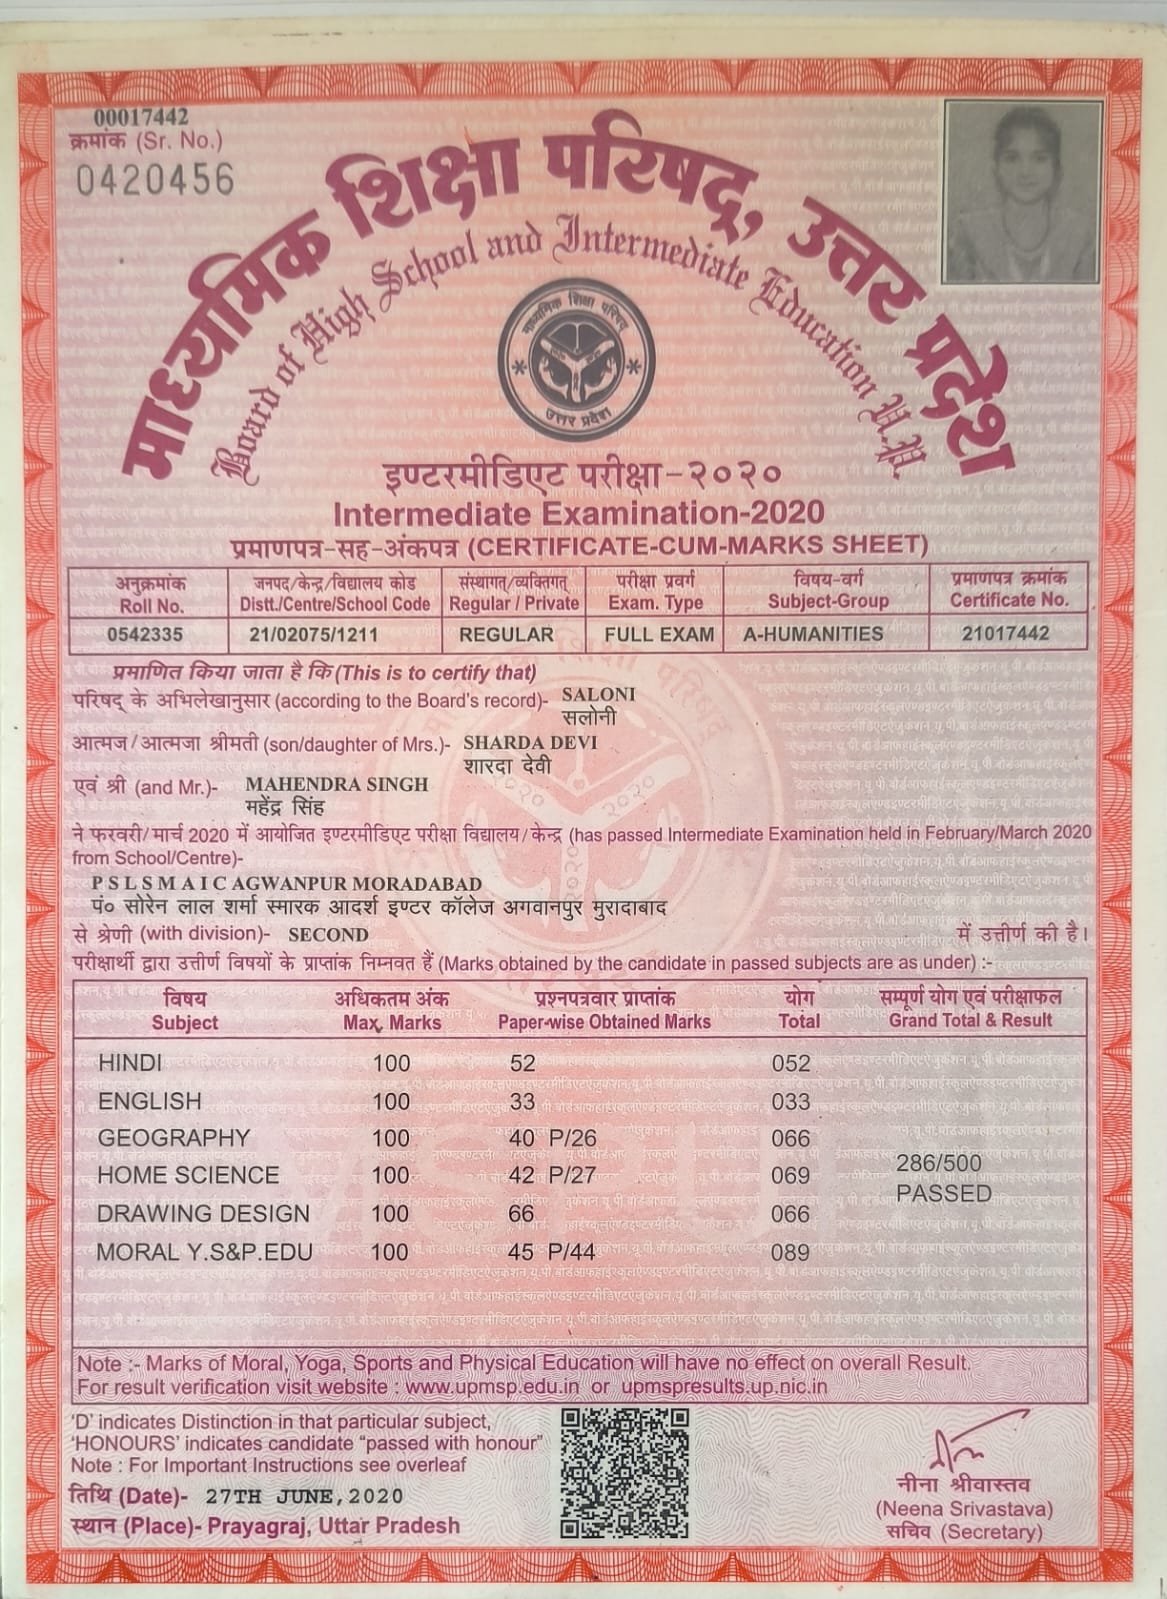 00017442
क्रमांक (Sr. No.)
0420456
माध्यमिक शिक्षा परिषद्, उत्तर प्रदेश
Board of High School and Intermediate Education U.P.
माध्यमिक शिक्षा परिषद्
उत्तर प्रदेश
इण्टरमीडिएट परीक्षा-२०२०
Intermediate Examination-2020
प्रमाणपत्र-सह-अंकपत्र (CERTIFICATE-CUM-MARKS SHEET)
अनुक्रमांक जनपद/केन्द्र/विद्यालय कोड संस्थागत्/व्यक्तिगत् परीक्षा प्रवर्ग विषय-वर्ग प्रमाणपत्र क्रमांक
Roll No. Distt./Centre/School Code Regular / Private Exam. Type Subject-Group Certificate No.
0542335 21/02075/1211 REGULAR FULL EXAM A-HUMANITIES 21017442
प्रमाणित किया जाता है कि (This is to certify that)
परिषद् के अभिलेखानुसार (according to the Board's record)- SALONI
सलोनी
आत्मज/आत्मजा श्रीमती (son/daughter of Mrs.)- SHARDA DEVI
शारदा देवी
एवं श्री (and Mr.)- MAHENDRA SINGH
महेंद्र सिंह
ने फरवरी/मार्च 2020 में आयोजित इण्टरमीडिएट परीक्षा विद्यालय/केन्द्र (has passed Intermediate Examination held in February/March 2020
from School/Centre)-
P S L S M A I C AGWANPUR MORADABAD
पं० सोरेन लाल शर्मा स्मारक आदर्श इण्टर कॉलेज अगवानपुर मुरादाबाद
से श्रेणी (with division)- SECOND में उत्तीर्ण की है।
परीक्षार्थी द्वारा उत्तीर्ण विषयों के प्राप्तांक निम्नवत हैं (Marks obtained by the candidate in passed subjects are as under) :-
विषय अधिकतम अंक प्रश्नपत्रवार प्राप्तांक योग सम्पूर्ण योग एवं परीक्षाफल
Subject Max. Marks Paper-wise Obtained Marks Total Grand Total & Result
HINDI 100 52 052
ENGLISH 100 33 033
GEOGRAPHY 100 40 P/26 066
286/500
HOME SCIENCE 100 42 P/27 069
PASSED
DRAWING DESIGN 100 66 066
MORAL Y.S&P.EDU 100 45 P/44 089
Note :- Marks of Moral, Yoga, Sports and Physical Education will have no effect on overall Result.
For result verification visit website : www.upmsp.edu.in or upmspresults.up.nic.in
'D' indicates Distinction in that particular subject,
'HONOURS' indicates candidate "passed with honour"
Note : For Important Instructions see overleaf
तिथि (Date)- 27TH JUNE,2020
स्थान (Place)- Prayagraj, Uttar Pradesh
नीना श्रीवास्तव
(Neena Srivastava)
सचिव (Secretary)